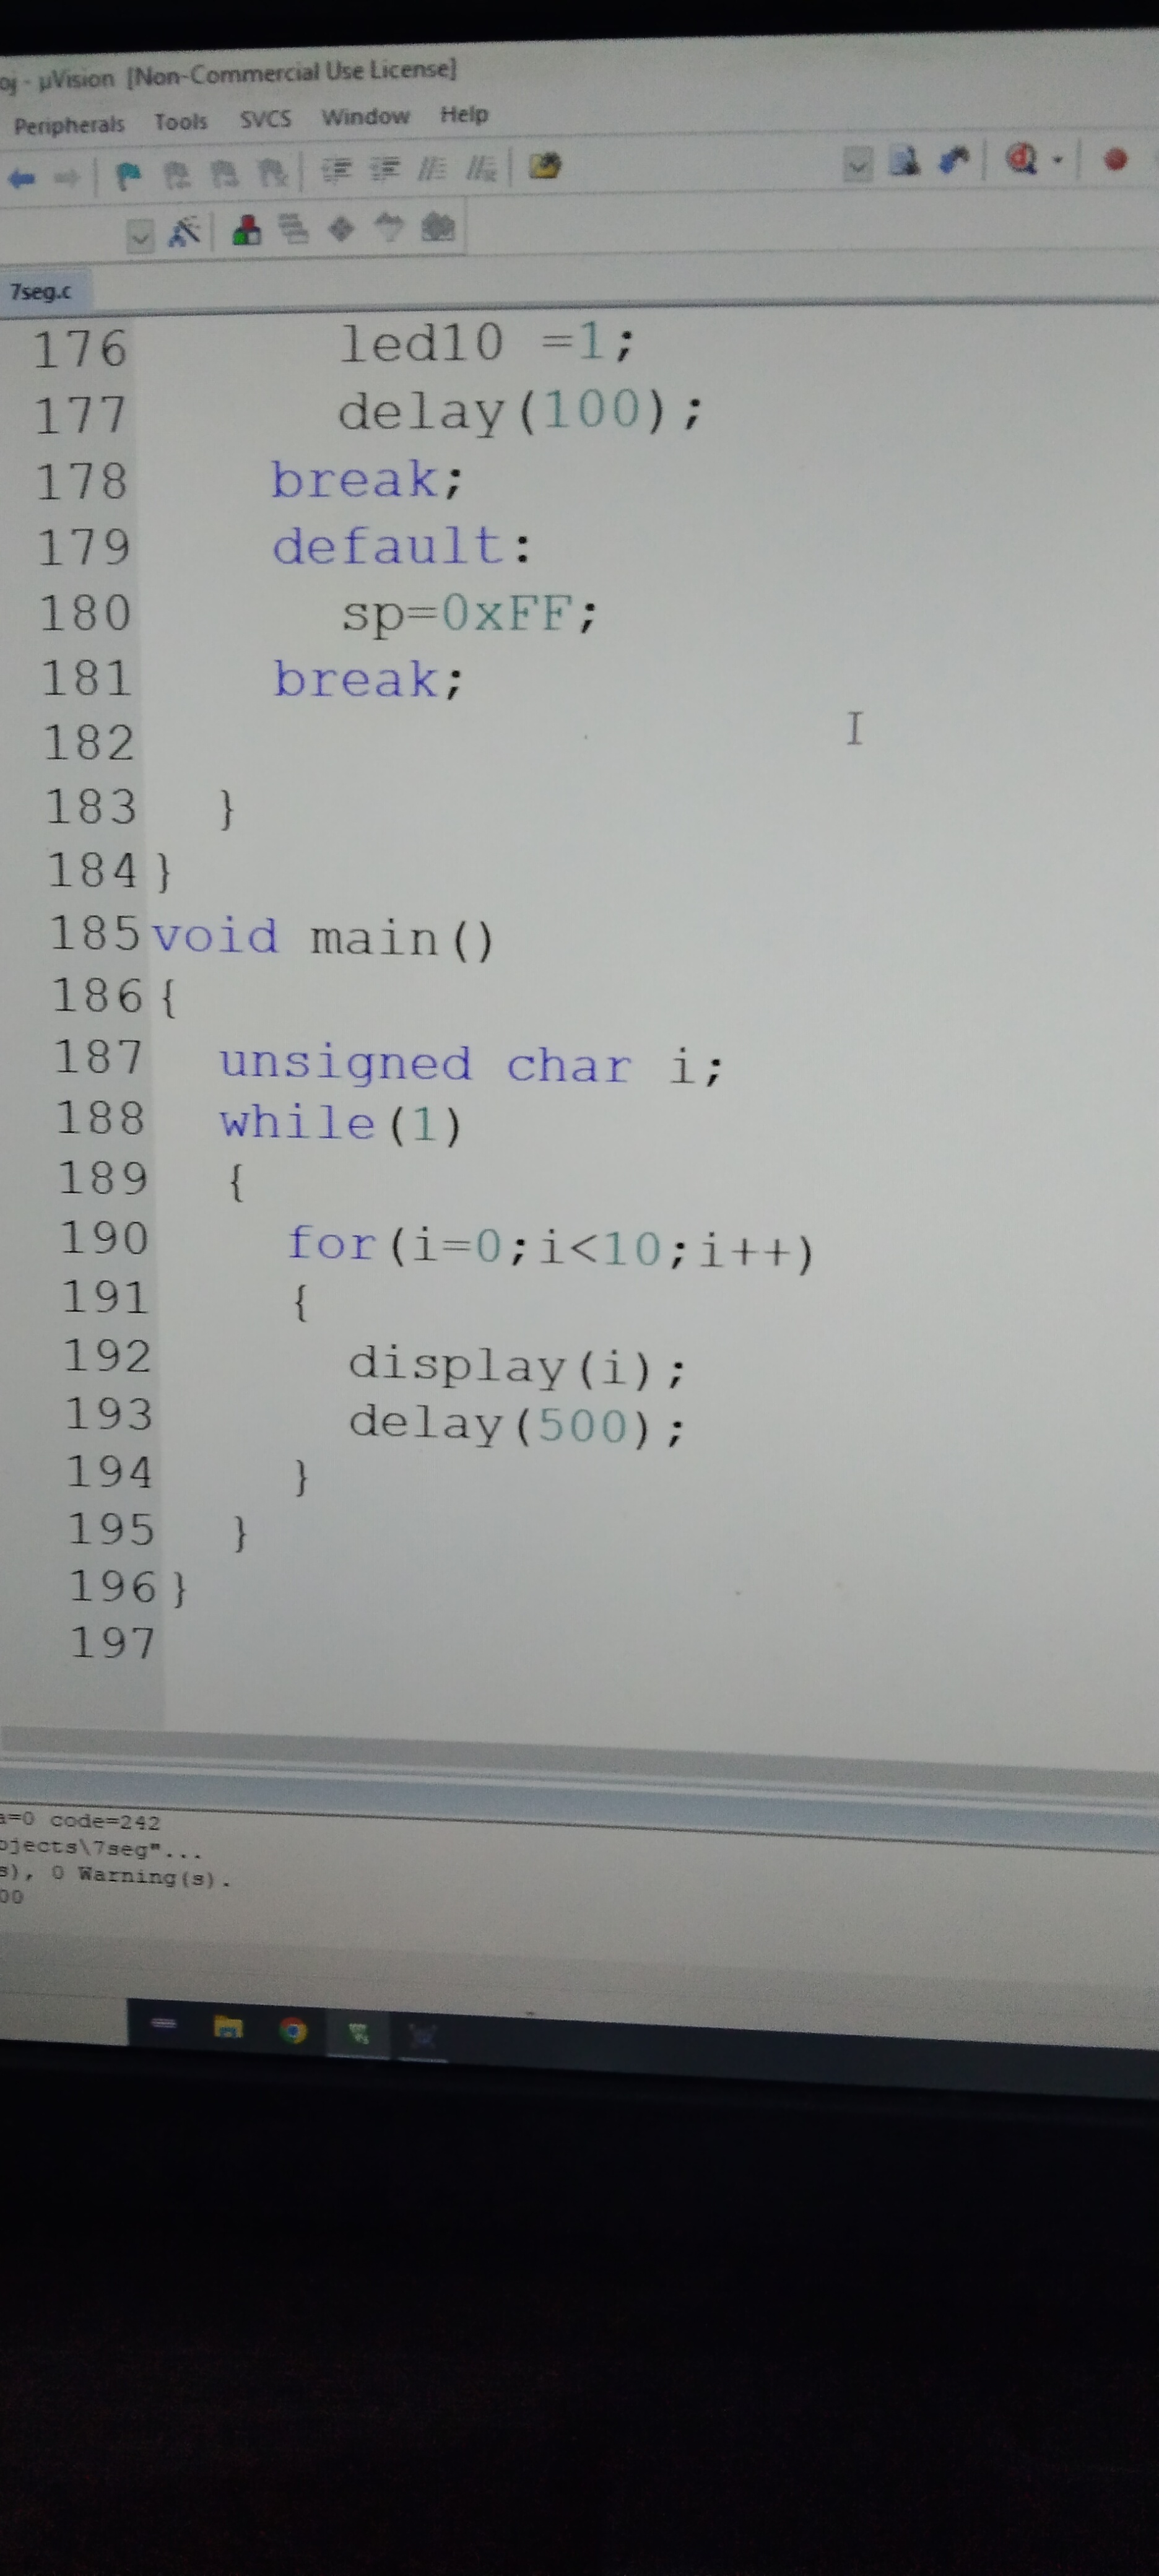 oj - µVision [Non-Commercial Use License]
Peripherals Tools SVCS Window Help
7seg.c
176 led10 =1;
177 delay(100);
178 break;
179 default:
180 sp=0xFF;
181 break;
182
183 }
184 }
185 void main()
186 {
187 unsigned char i;
188 while(1)
189 {
190 for(i=0;i<10;i++)
191 {
192 display(i);
193 delay(500);
194 }
195 }
196 }
197
a=0 code=242
bjects\7seg"...
s), 0 Warning(s).
00